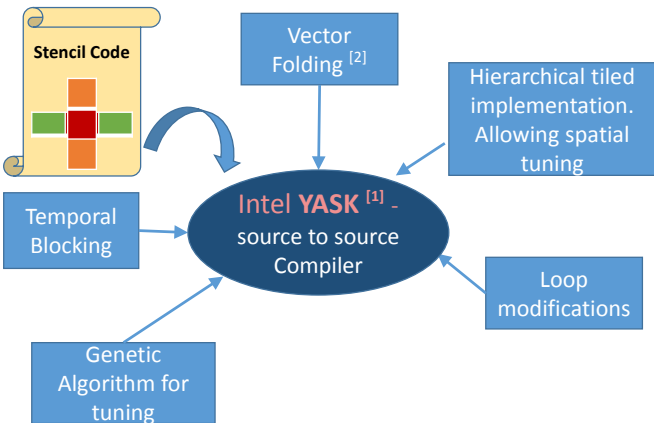 Stencil Code
Vector
Folding [2]
Hierarchical tiled
implementation.
Allowing spatial
tuning
Intel YASK [1] -
source to source
Compiler
Temporal
Blocking
Loop
modifications
Genetic
Algorithm for
tuning